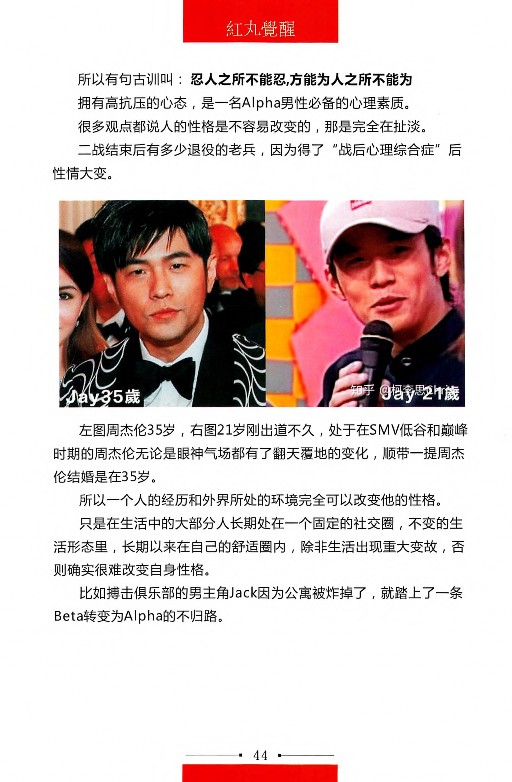 紅丸覺醒
所以有句古训叫：忍人之所不能忍,方能为人之所不能为
拥有高抗压的心态，是一名Alpha男性必备的心理素质。
很多观点都说人的性格是不容易改变的，那是完全在扯淡。
二战结束后有多少退役的老兵，因为得了“战后心理综合症”后
性情大变。
Jay35歲
知乎 @柯李思Chris
Jay 21歲
左图周杰伦35岁，右图21岁刚出道不久，处于在SMV低谷和巅峰
时期的周杰伦无论是眼神气场都有了翻天覆地的变化，顺带一提周杰
伦结婚是在35岁。
所以一个人的经历和外界所处的环境完全可以改变他的性格。
只是在生活中的大部分人长期处在一个固定的社交圈，不变的生
活形态里，长期以来在自己的舒适圈内，除非生活出现重大变故，否
则确实很难改变自身性格。
比如搏击俱乐部的男主角Jack因为公寓被炸掉了，就踏上了一条
Beta转变为Alpha的不归路。
44